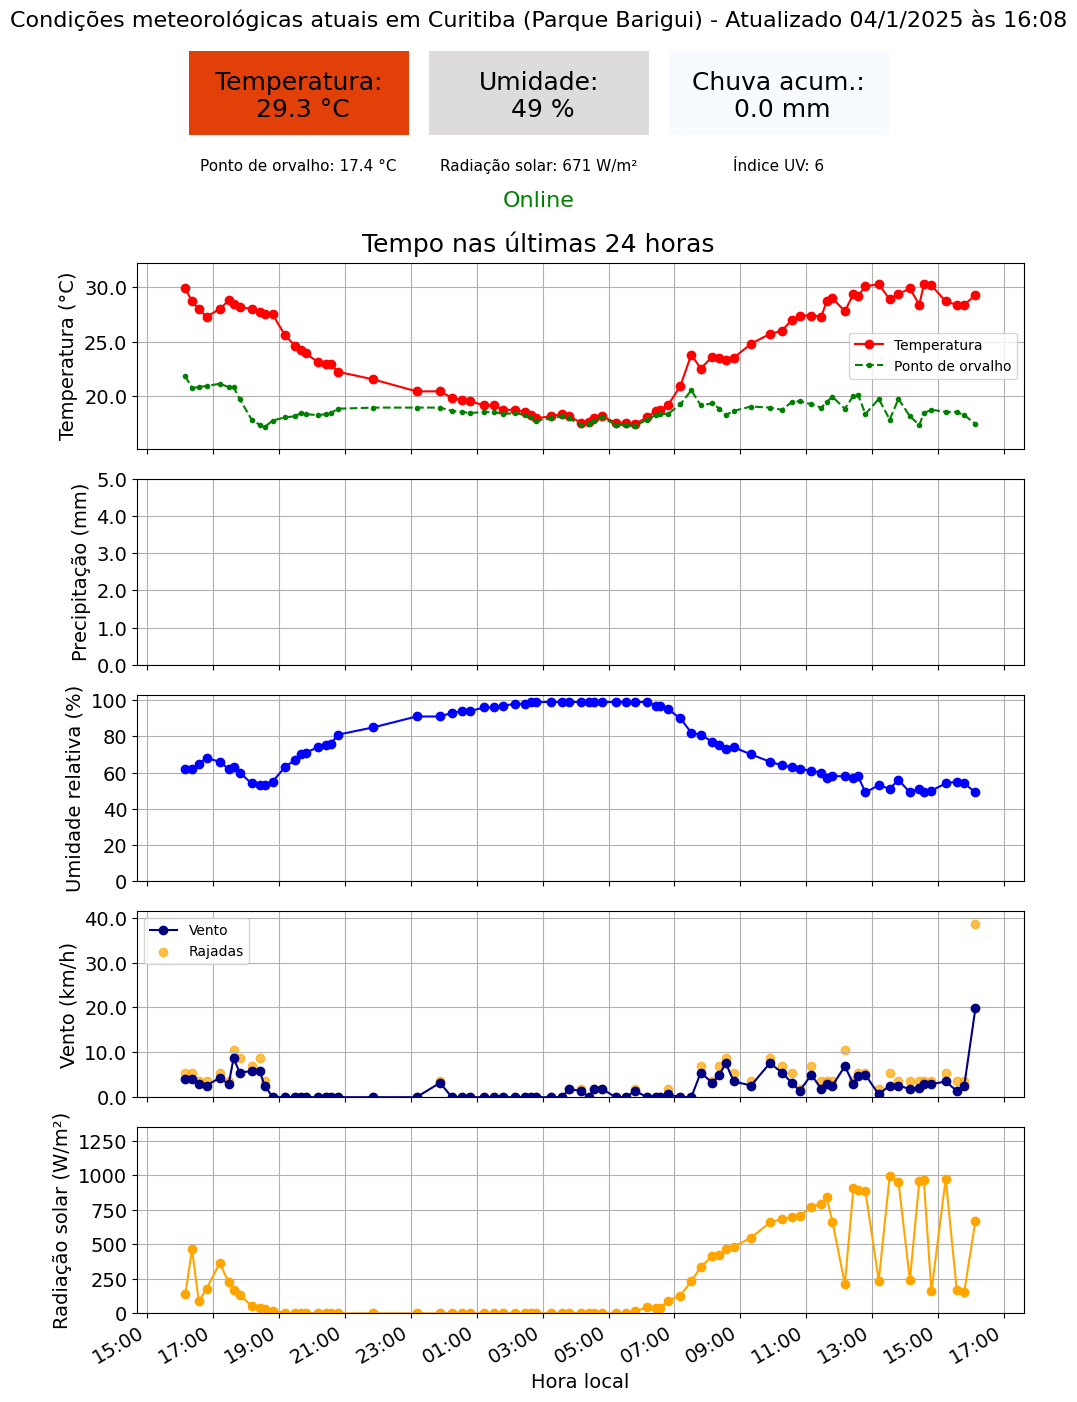 Condições meteorológicas atuais em Curitiba (Parque Barigui) - Atualizado 04/1/2025 às 16:08
Temperatura:
29.3 °C
Umidade:
49 %
Chuva acum.:
0.0 mm
Ponto de orvalho: 17.4 °C
Radiação solar: 671 W/m²
Índice UV: 6
Online
Tempo nas últimas 24 horas
Temperatura (°C)
30.0
25.0
20.0
Temperatura
Ponto de orvalho
Precipitação (mm)
5.0
4.0
3.0
2.0
1.0
0.0
Umidade relativa (%)
100
80
60
40
20
0
Vento (km/h)
40.0
30.0
20.0
10.0
0.0
Vento
Rajadas
Radiação solar (W/m²)
1250
1000
750
500
250
0
15:00
17:00
19:00
21:00
23:00
01:00
03:00
05:00
07:00
09:00
11:00
13:00
15:00
17:00
Hora local